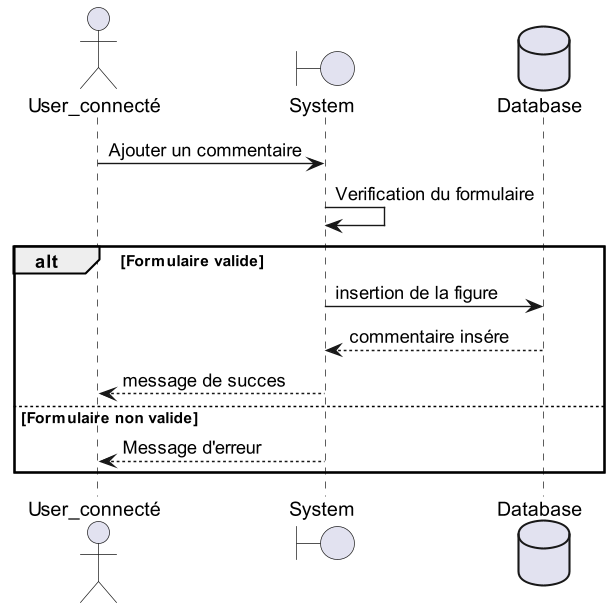 User_connecté
System
Database
Ajouter un commentaire
Verification du formulaire
alt
[Formulaire valide]
insertion de la figure
commentaire insére
message de succes
[Formulaire non valide]
Message d'erreur
User_connecté
System
Database